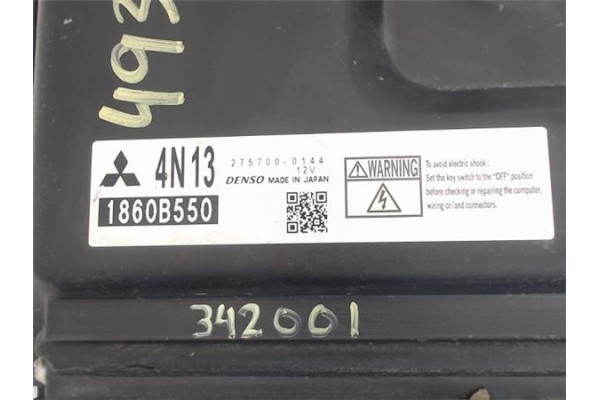 493
4N13
275700-0144
12V
DENSO MADE IN JAPAN
1860B550
WARNING
To avoid electric shock :
Set the key switch to the "OFF" position
before checking or repairing the computer,
wiring or/and connectors.
342001